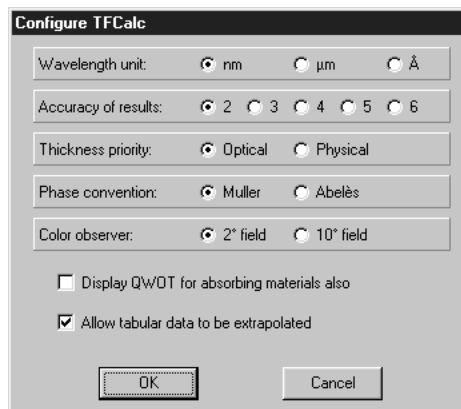 Configure TFCalc
Wavelength unit: nm µm Å
Accuracy of results: 2 3 4 5 6
Thickness priority: Optical Physical
Phase convention: Muller Abelès
Color observer: 2° field 10° field
Display QWOT for absorbing materials also
Allow tabular data to be extrapolated
OK Cancel